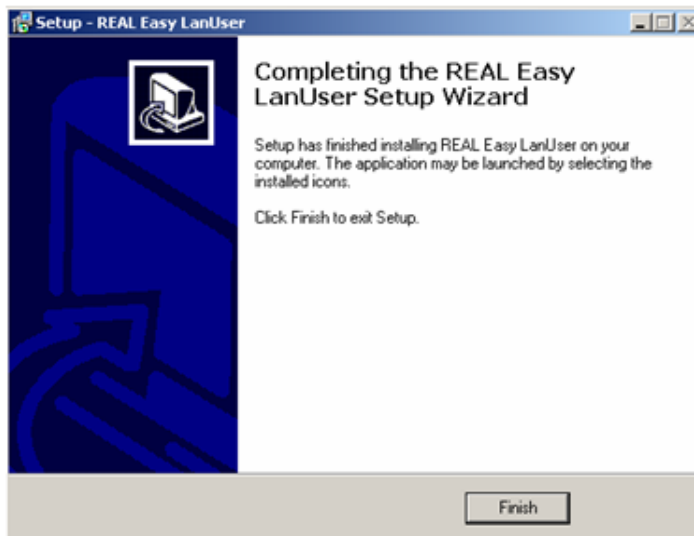 Setup - REAL Easy LanUser
Completing the REAL Easy
LanUser Setup Wizard
Setup has finished installing REAL Easy LanUser on your
computer. The application may be launched by selecting the
installed icons.
Click Finish to exit Setup.
Finish